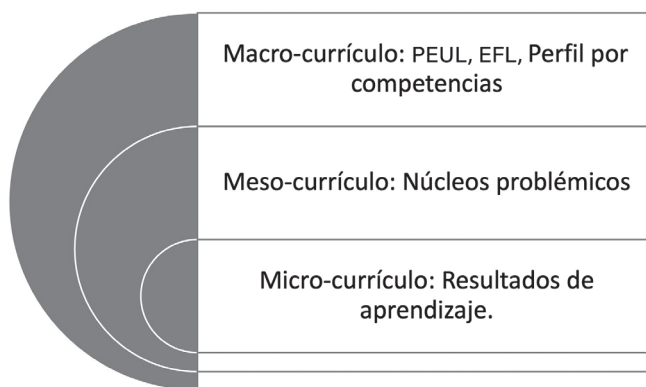 Macro-currículo: PEUL, EFL, Perfil por
competencias
Meso-currículo: Núcleos problémicos
Micro-currículo: Resultados de
aprendizaje.